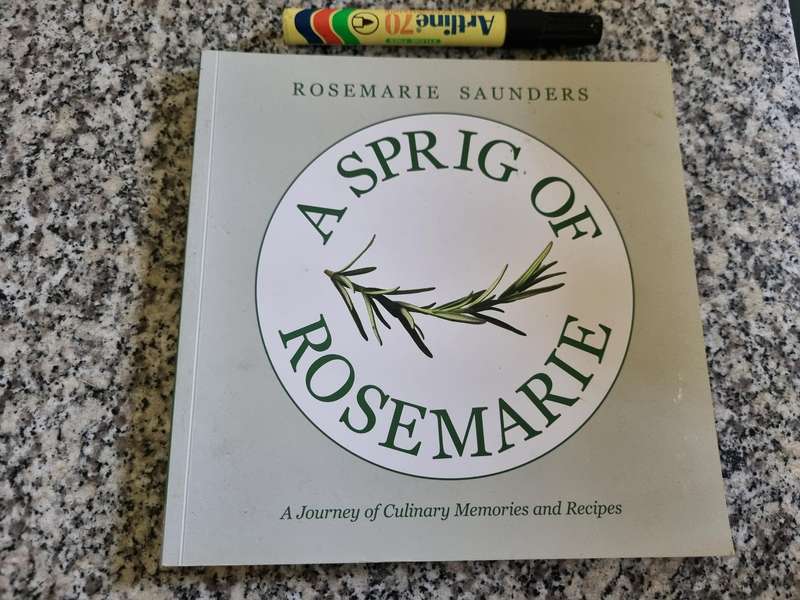 Artline 70
ROSEMARIE SAUNDERS
A SPRIG OF
ROSEMARIE
A Journey of Culinary Memories and Recipes